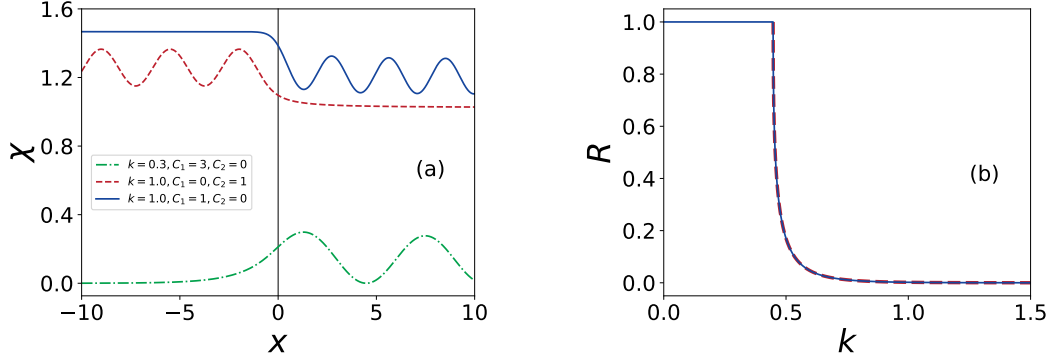 1.6
1.2
0.8
0.4
0.0
χ
k = 0.3, C₁ = 3, C₂ = 0
k = 1.0, C₁ = 0, C₂ = 1
k = 1.0, C₁ = 1, C₂ = 0
(a)
−10 −5 0 5 10
x
1.0
0.8
0.6
0.4
0.2
0.0
R
(b)
0.0 0.5 1.0 1.5
k